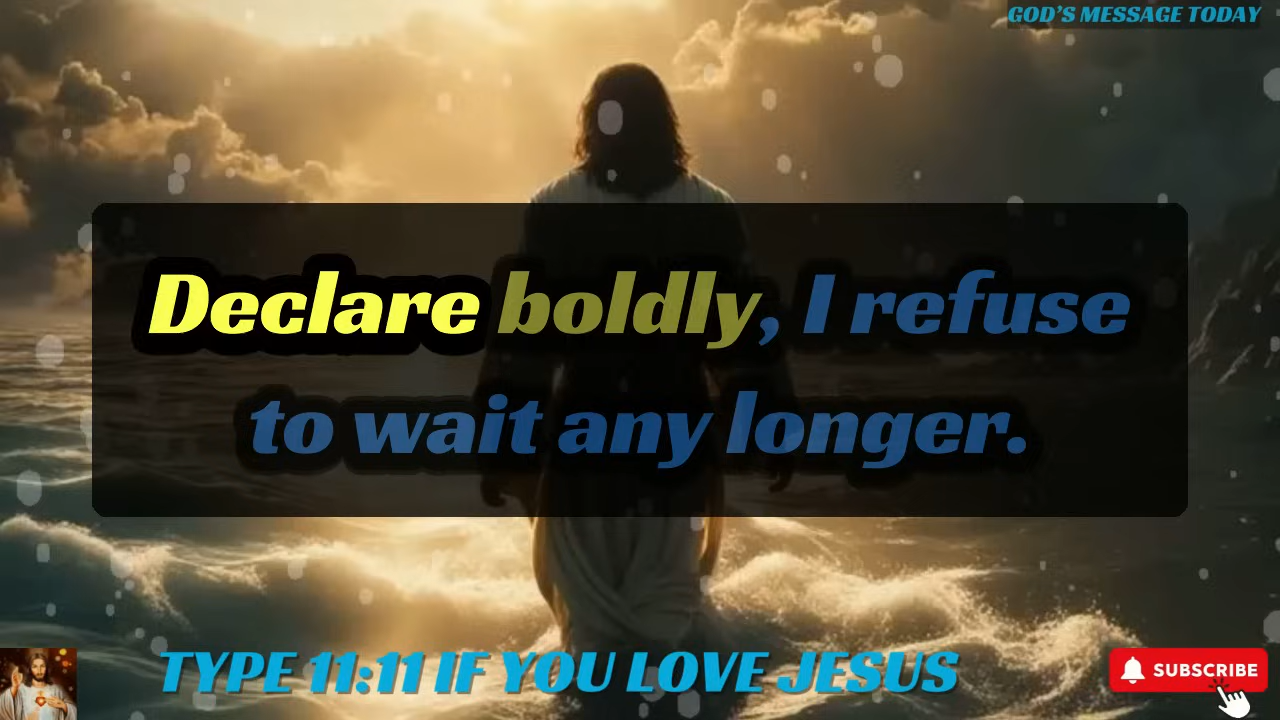 GOD'S MESSAGE TODAY
Declare boldly, I refuse
to wait any longer.
TYPE 11:11 IF YOU LOVE JESUS
SUBSCRIBE